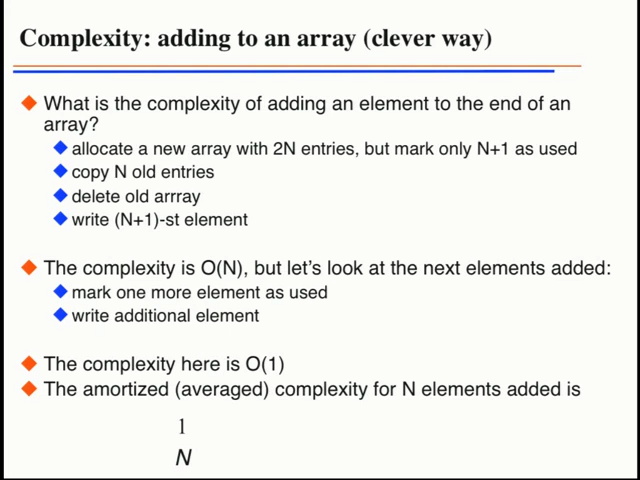 Complexity: adding to an array (clever way)
What is the complexity of adding an element to the end of an
array?
allocate a new array with 2N entries, but mark only N+1 as used
copy N old entries
delete old arrray
write (N+1)-st element
The complexity is O(N), but let's look at the next elements added:
mark one more element as used
write additional element
The complexity here is O(1)
The amortized (averaged) complexity for N elements added is
1
N